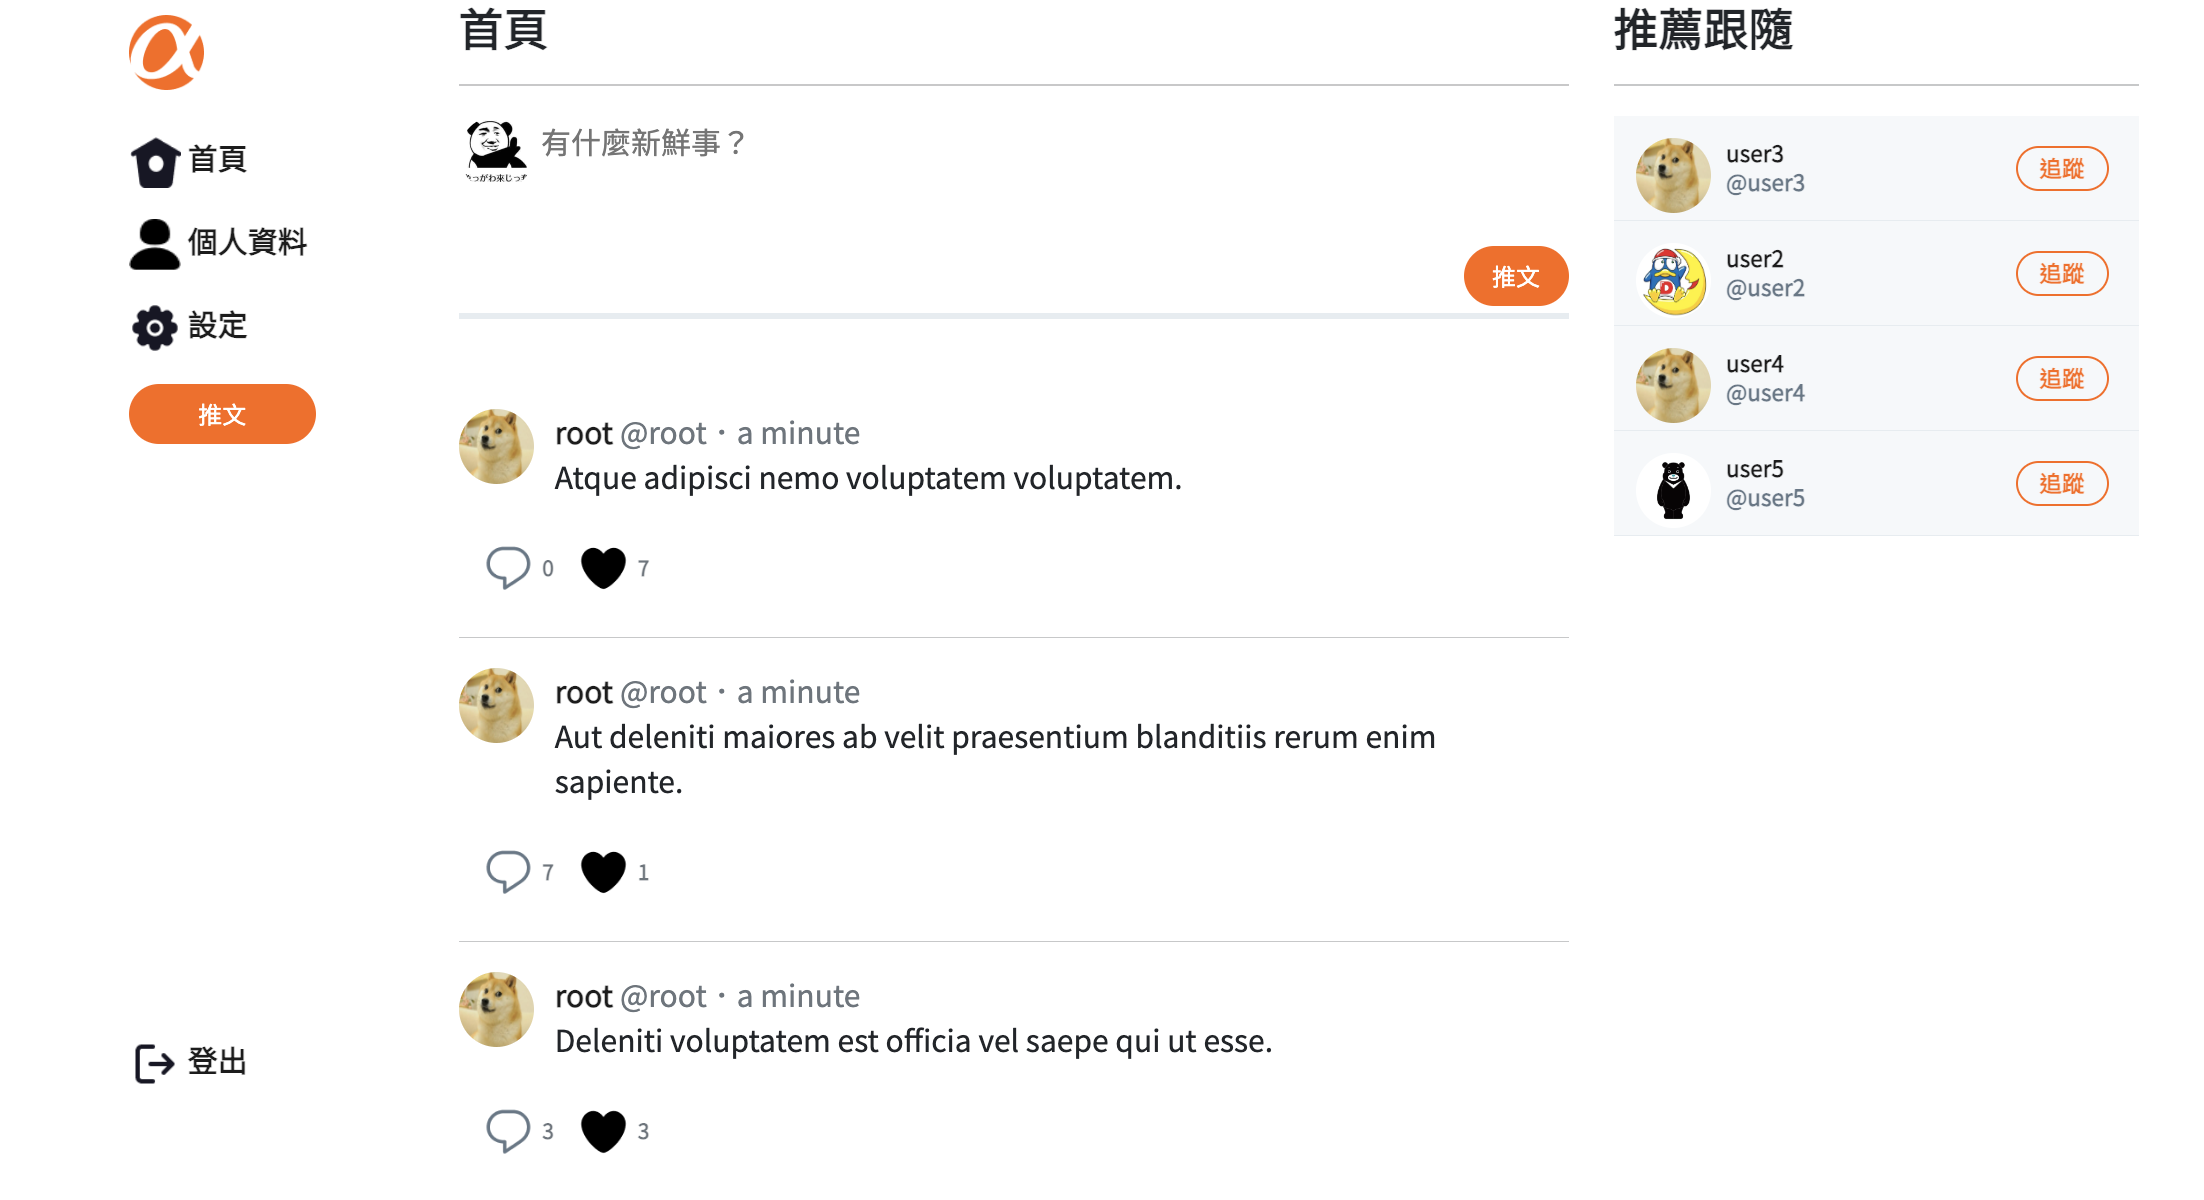 首頁
個人資料
設定
推文
登出
首頁
有什麼新鮮事？
推文
root @root · a minute
Atque adipisci nemo voluptatem voluptatem.
0 7
root @root · a minute
Aut deleniti maiores ab velit praesentium blanditiis rerum enim
sapiente.
7 1
root @root · a minute
Deleniti voluptatem est officia vel saepe qui ut esse.
3 3
推薦跟隨
user3
@user3
追蹤
user2
@user2
追蹤
user4
@user4
追蹤
user5
@user5
追蹤